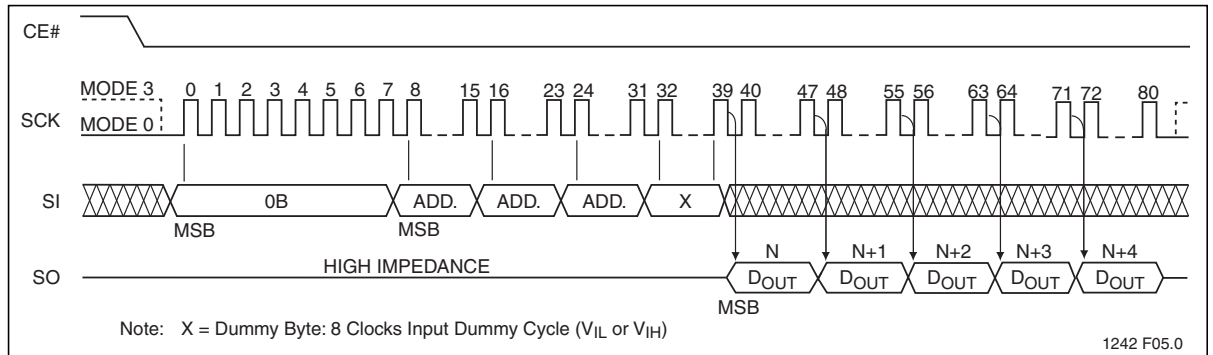 CE#
MODE 3
SCK
MODE 0
0 1 2 3 4 5 6 7 8 15 16 23 24 31 32 39 40 47 48 55 56 63 64 71 72 80
SI
0B ADD. ADD. ADD. X
MSB MSB
SO
HIGH IMPEDANCE
N N+1 N+2 N+3 N+4
DOUT DOUT DOUT DOUT DOUT
MSB
Note: X = Dummy Byte: 8 Clocks Input Dummy Cycle (VIL or VIH)
1242 F05.0